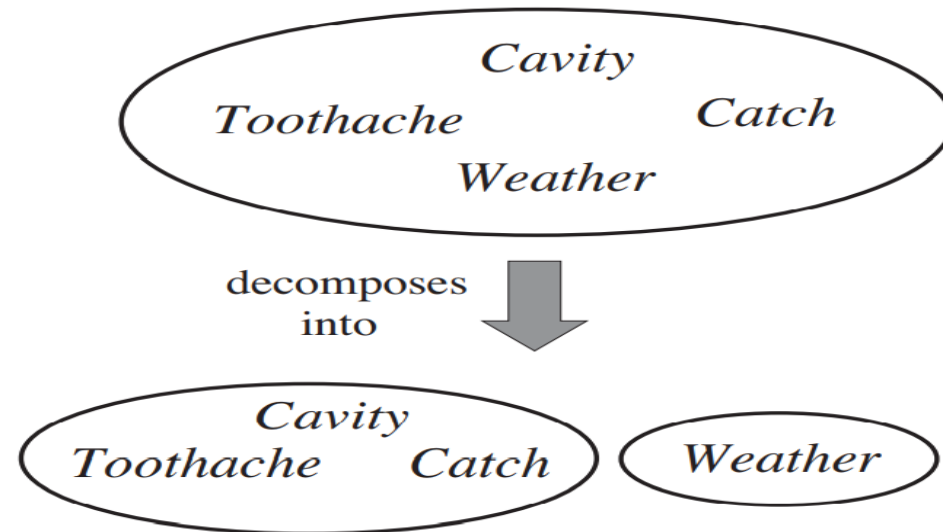 Cavity
Toothache Catch
Weather
decomposes
into
Cavity
Toothache Catch
Weather